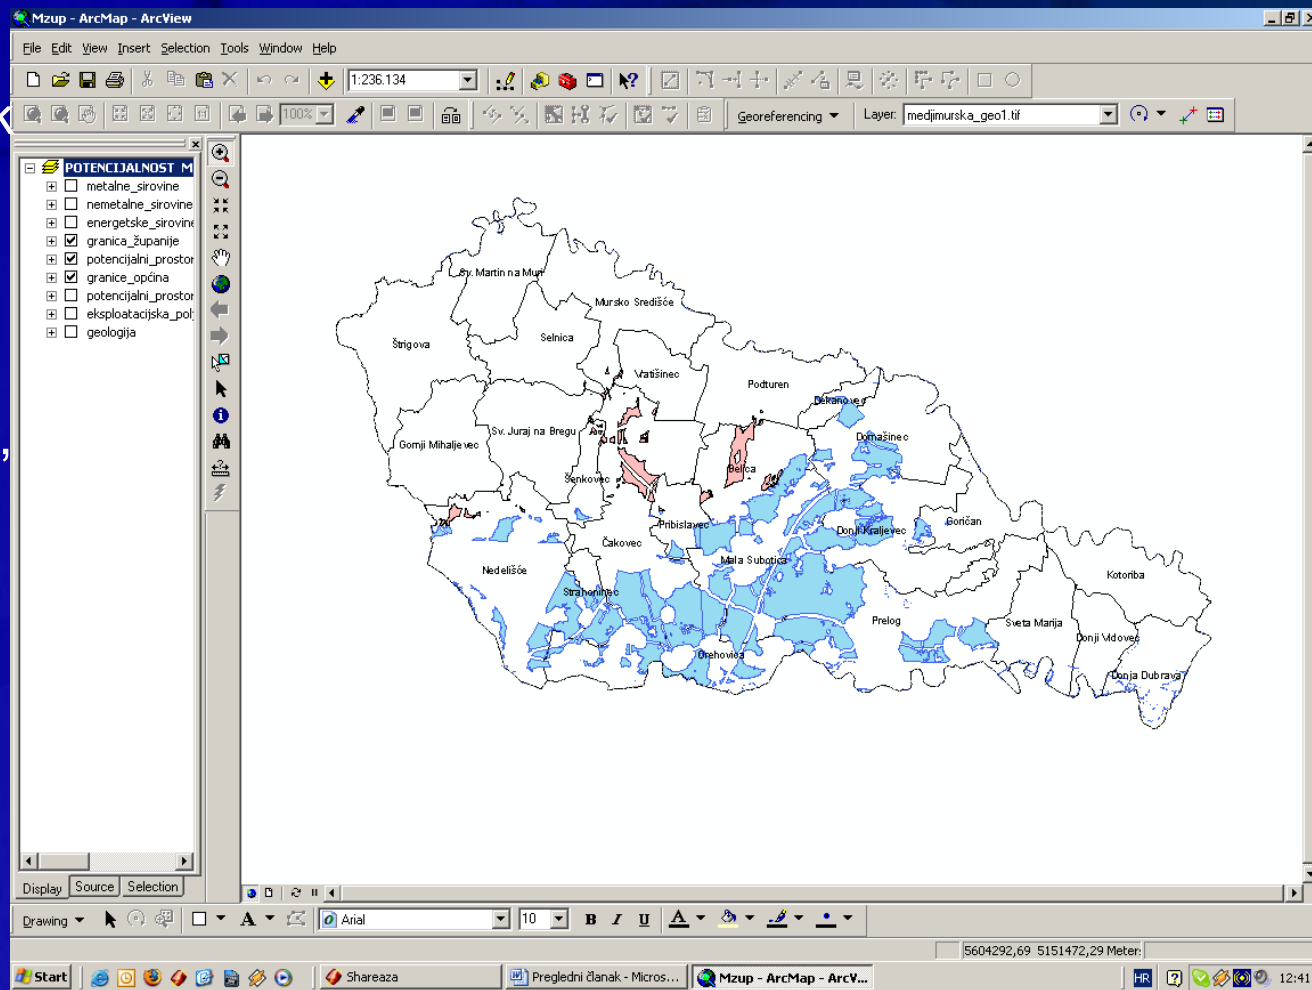 Mzup - ArcMap - ArcView
File Edit View Insert Selection Tools Window Help
1:236.134
100%
Georeferencing
Layer: medjimurska_geo1.tif
POTENCIJALNOST M
metalne_sirovine
nemetalne_sirovine
energetske_sirovine
granica_županije
potencijalni_prostor
granice_općina
potencijalni_prostor
eksploatacijska_polj
geologija
Sv. Martin na Muri
Mursko Središće
Štrigova
Selnica
Vratišinec
Podturen
Dekanovec
Gornji Mihaljevec
Sv. Juraj na Bregu
Domašinec
Belica
Šenkovec
Pribislavec
Donji Kraljevec
Goričan
Čakovec
Mala Subotica
Nedelišće
Kotoriba
Strahoninec
Prelog
Sveta Marija
Donji Vidovec
Orehovica
Donja Dubrava
Display Source Selection
Drawing
A
Arial
10
B I U A
5604292,69 5151472,29 Meters
Start
Shareaza
Pregledni članak - Micros...
Mzup - ArcMap - ArcV...
HR
12:41